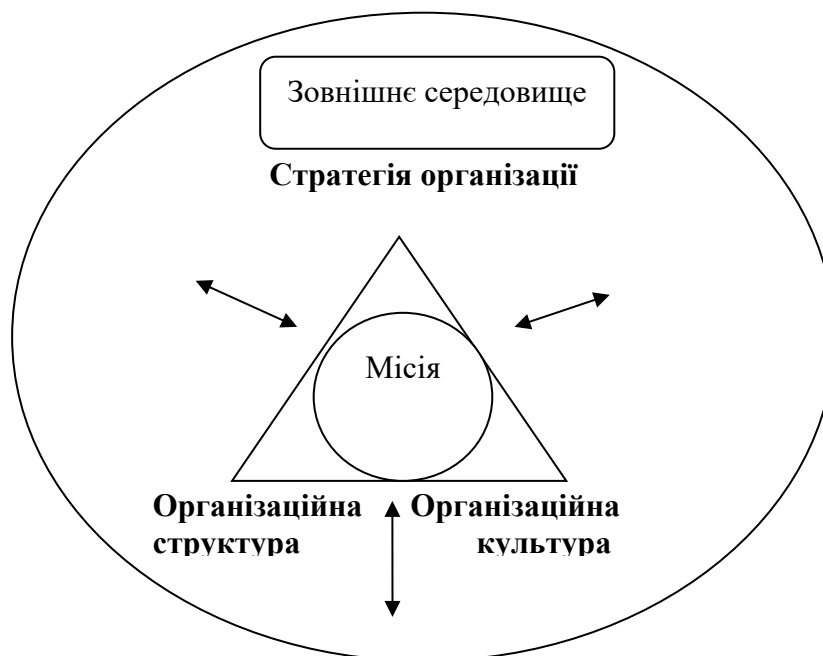 Зовнішнє середовище
Стратегія організації
Місія
Організаційна
структура
Організаційна
культура